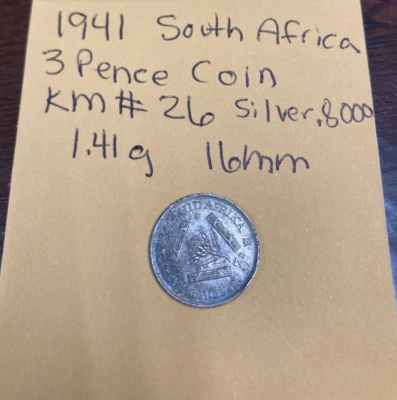 1941 South Africa
3 Pence Coin
KM# 26 Silver.8000
1.41g 16mm
SUID AFRIKA